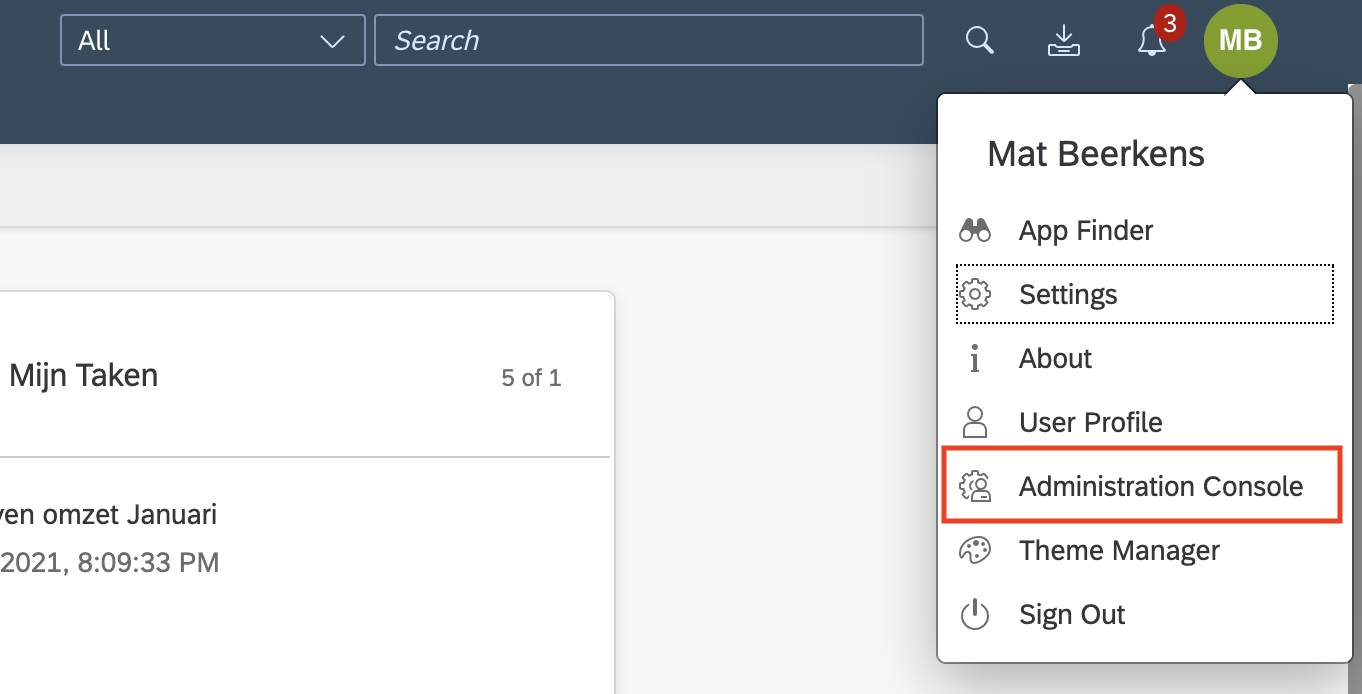 All
Search
3
MB
Mat Beerkens
App Finder
Settings
About
User Profile
Administration Console
Theme Manager
Sign Out
Mijn Taken
5 of 1
omzet Januari
2021, 8:09:33 PM